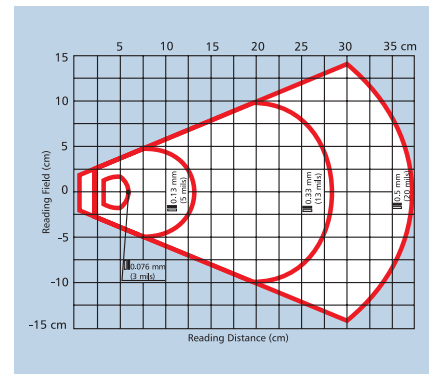 5 10 15 20 30 35 cm
15
10
5
0
-5
-10
-15 cm
Reading Field (cm)
0.13 mm
(5 mils)
0.33 mm
(13 mils)
0.5 mm
(20 mils)
0.076 mm
(3 mils)
Reading Distance (cm)